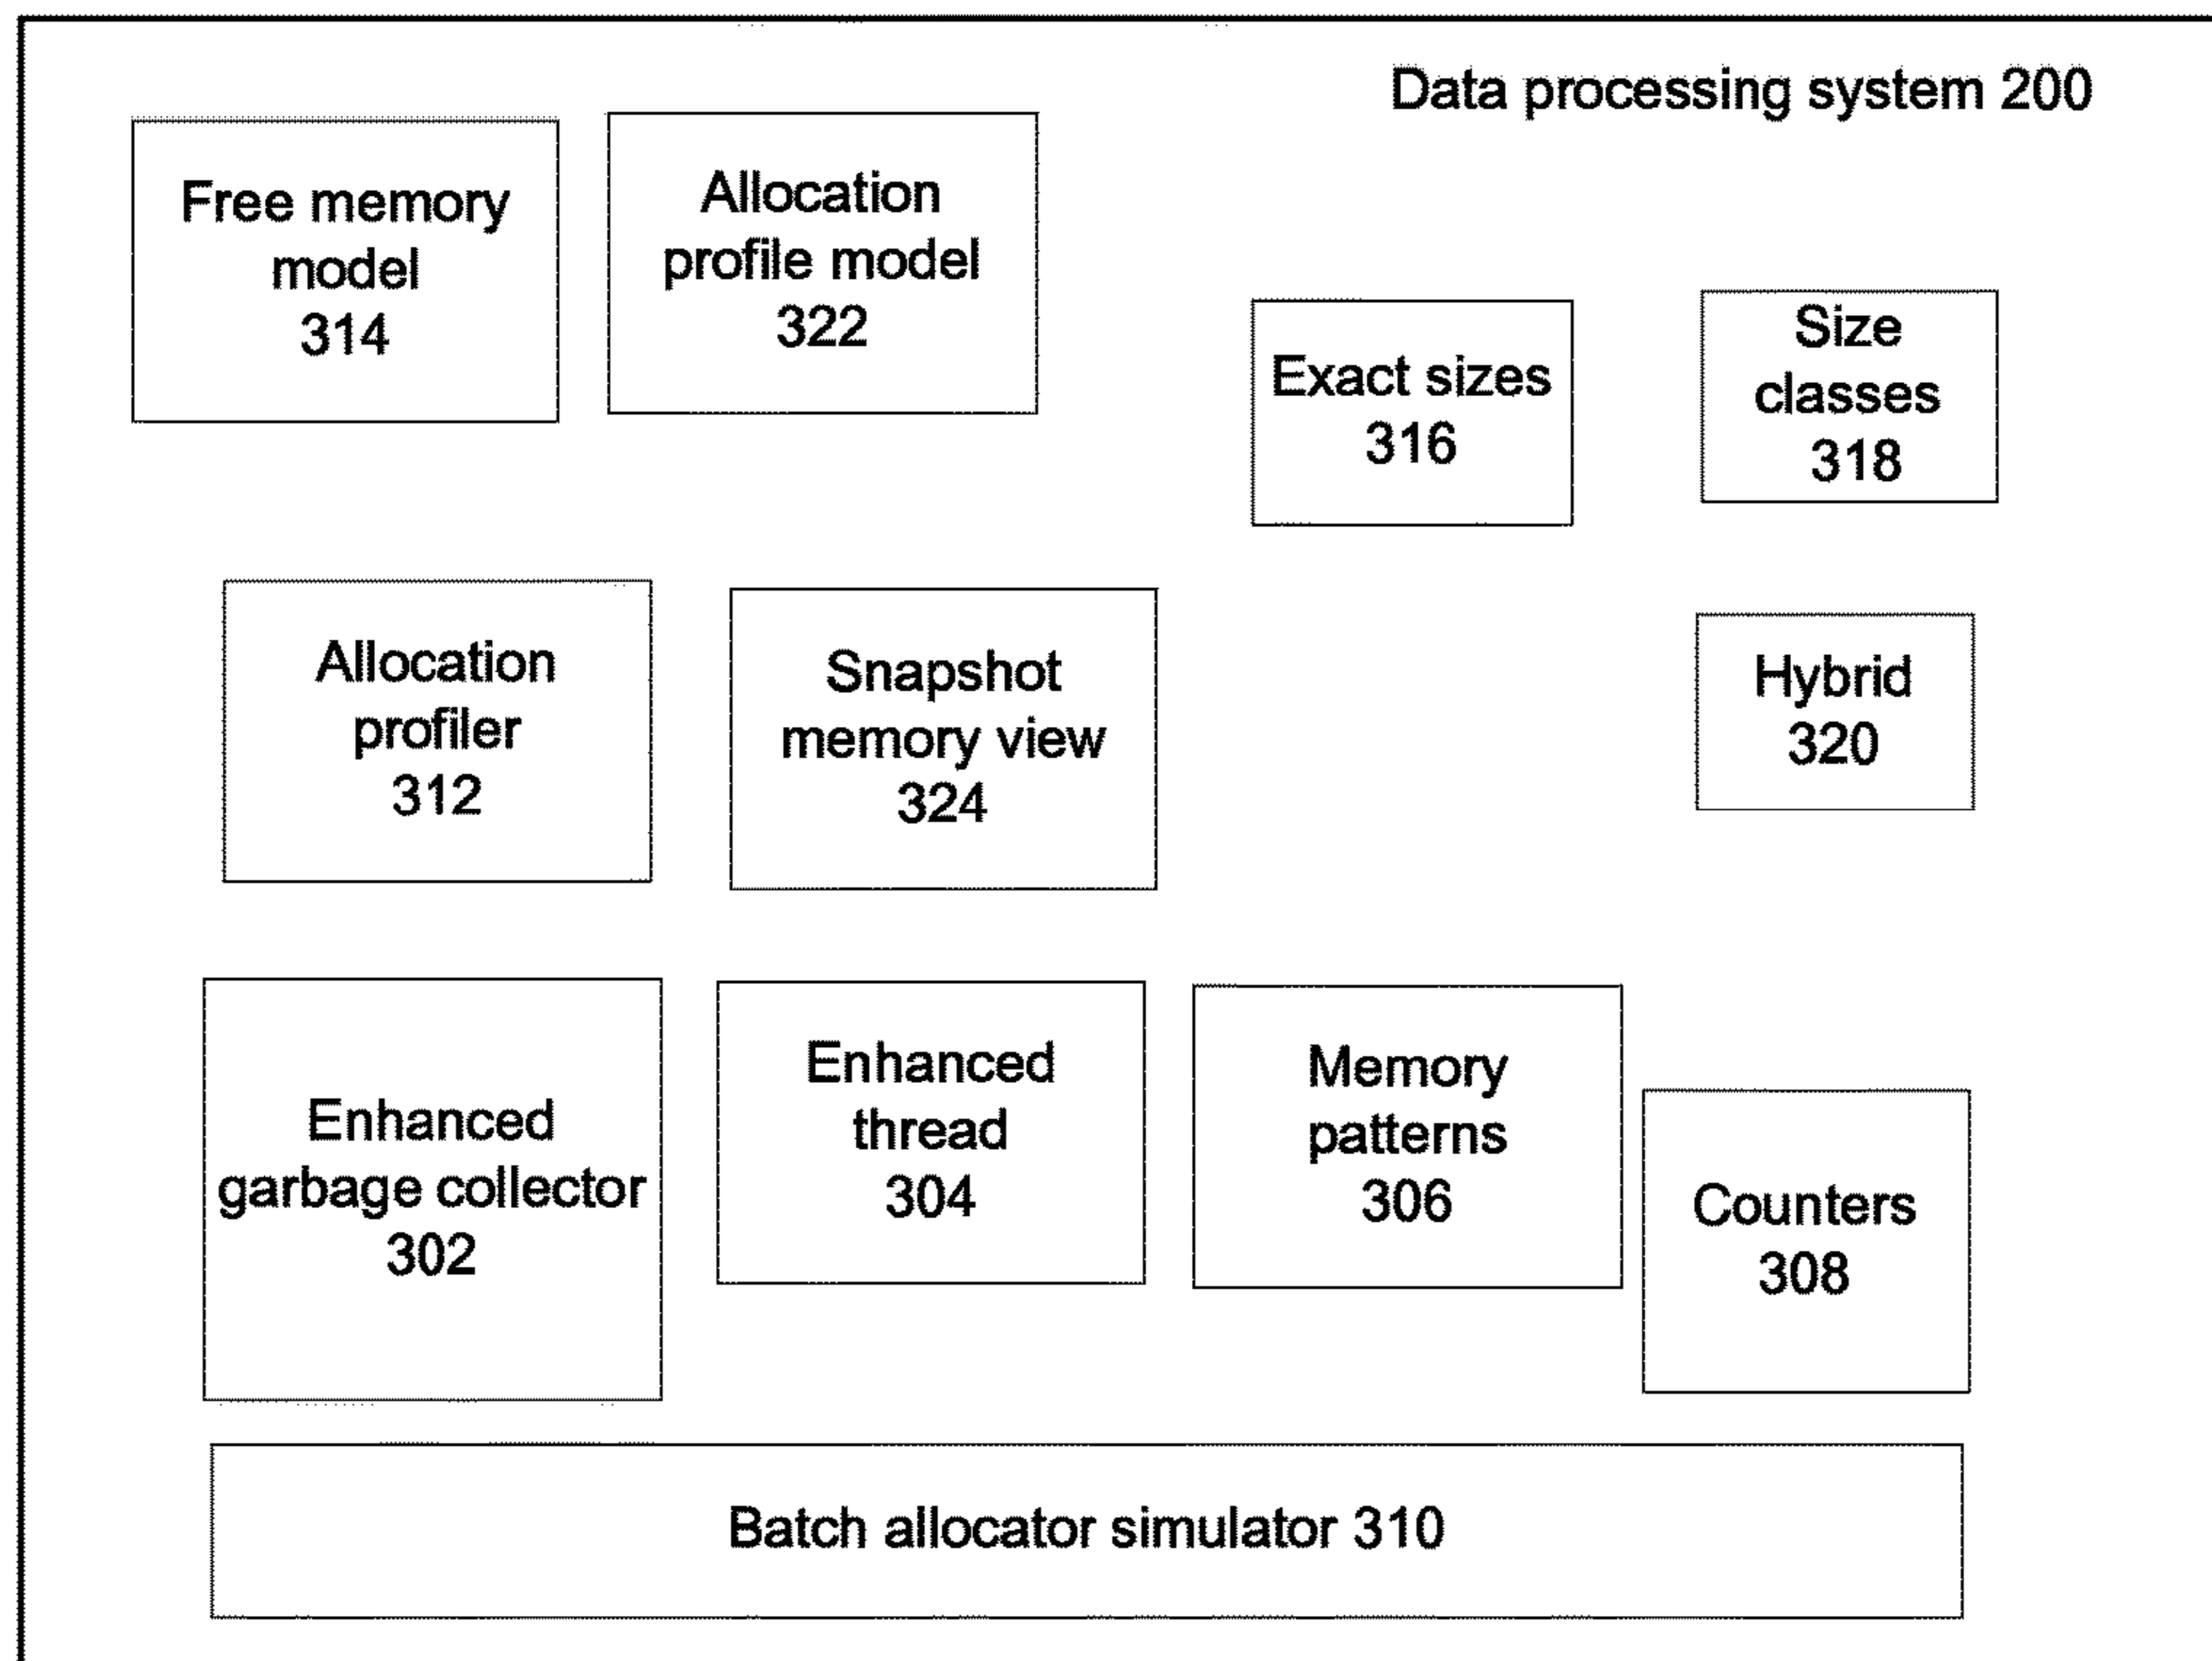 Data processing system 200
Free memory
model
314
Allocation
profile model
322
Exact sizes
316
Size
classes
318
Allocation
profiler
312
Snapshot
memory view
324
Hybrid
320
Enhanced
garbage collector
302
Enhanced
thread
304
Memory
patterns
306
Counters
308
Batch allocator simulator 310